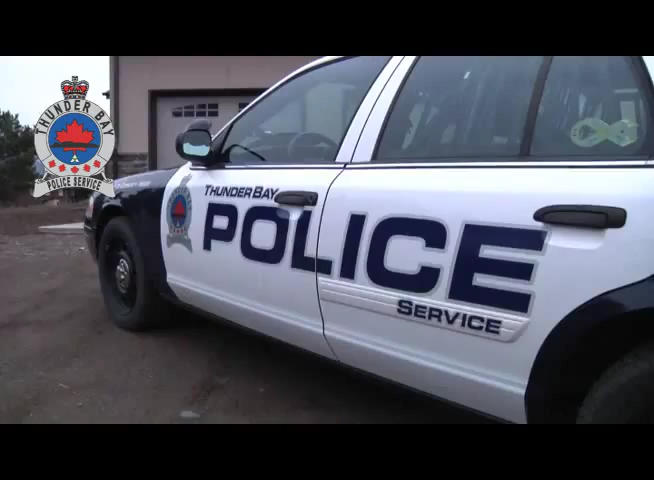 THUNDER BAY
POLICE SERVICE
THUNDER BAY
POLICE
SERVICE